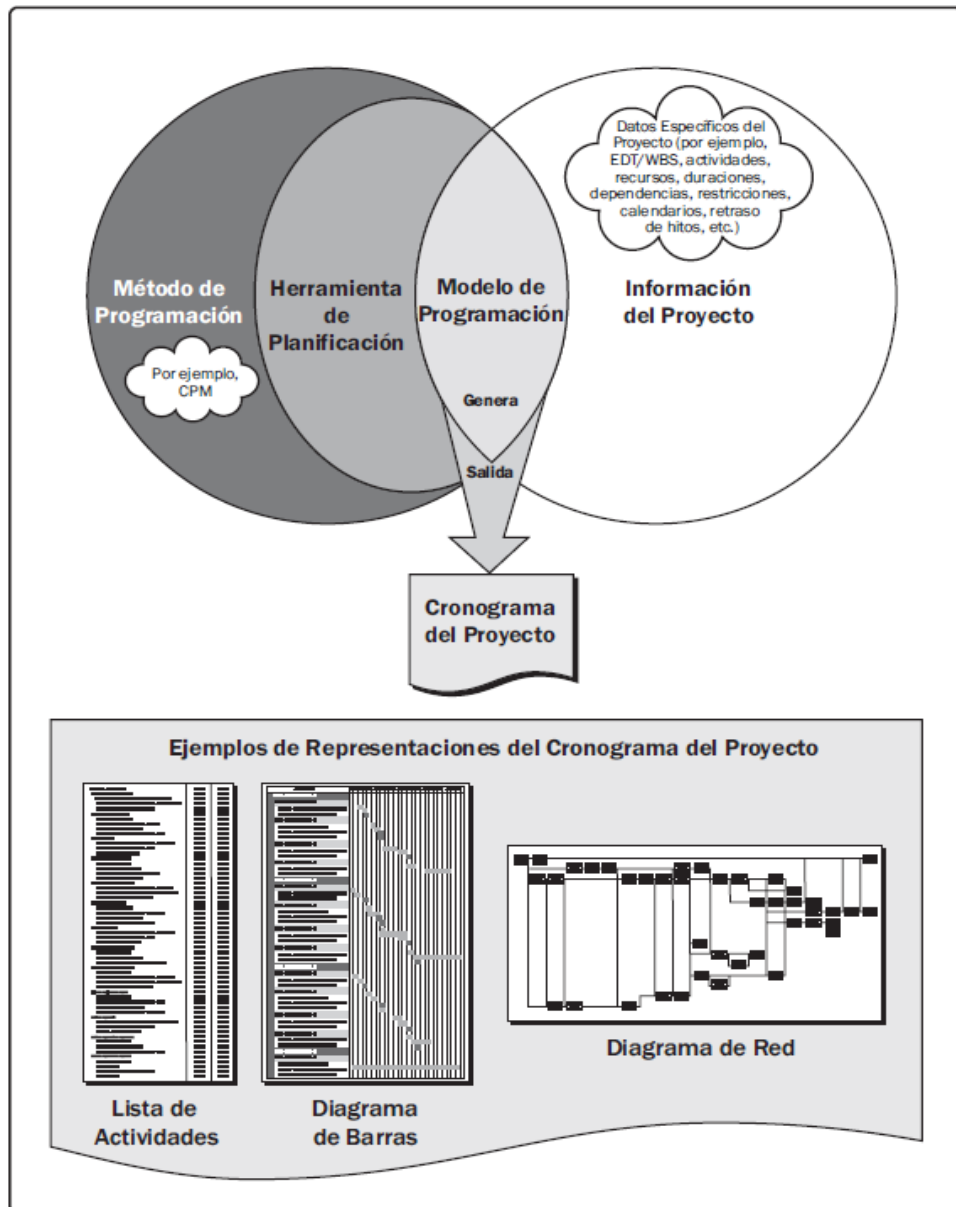 Datos Específicos del
Proyecto (por ejemplo,
EDT/WBS, actividades,
recursos, duraciones,
dependencias, restricciones,
calendarios, retraso
de hitos, etc.)
Método de
Programación
Herramienta
de
Planificación
Modelo de
Programación
Información
del Proyecto
Por ejemplo,
CPM
Genera
Salida
Cronograma
del Proyecto
Ejemplos de Representaciones del Cronograma del Proyecto
Diagrama de Red
Lista de
Actividades
Diagrama
de Barras